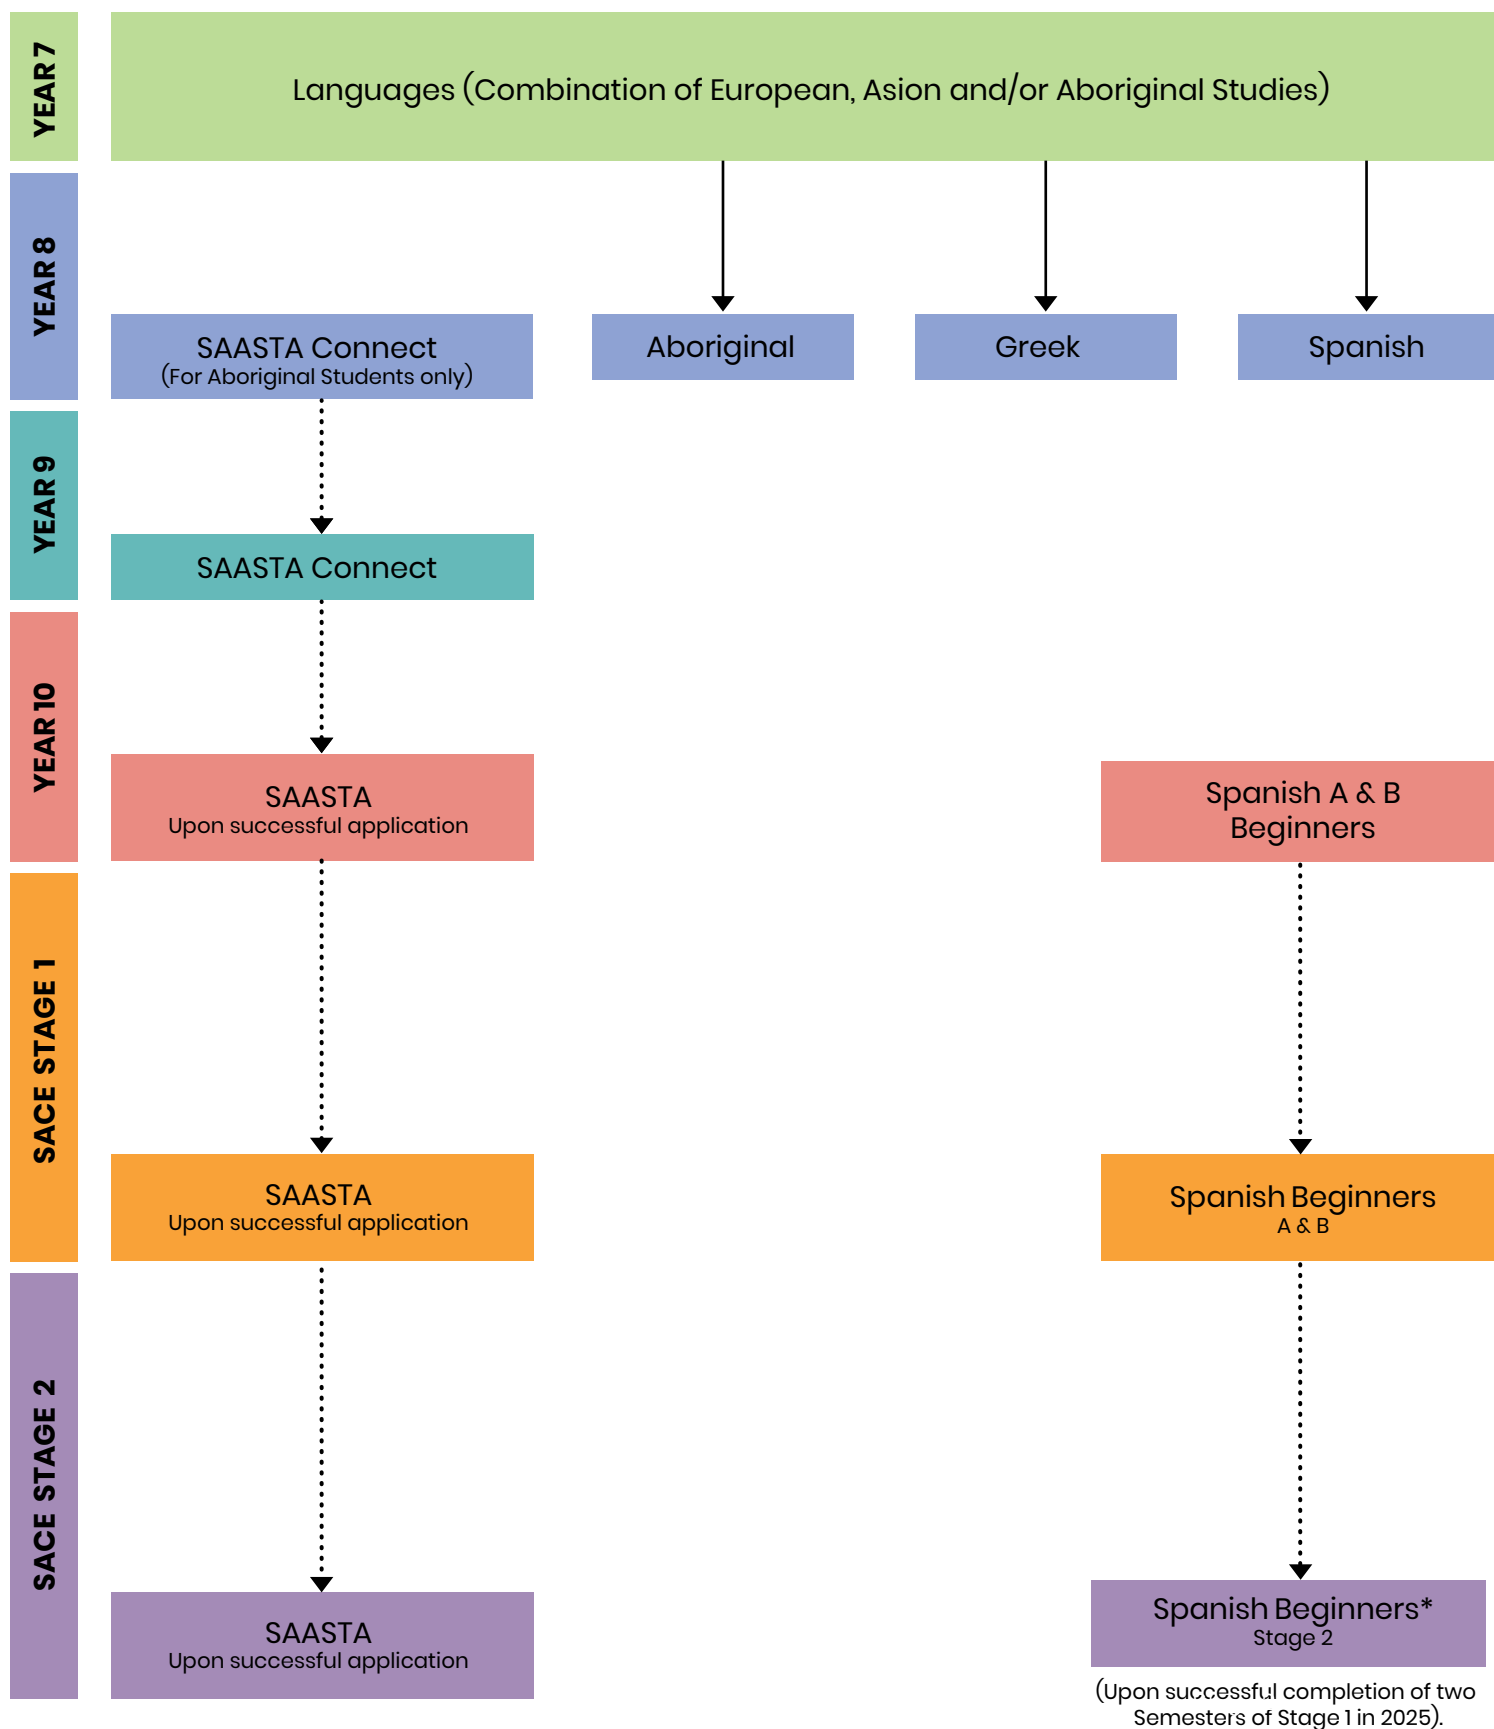 YEAR 7
Languages (Combination of European, Asion and/or Aboriginal Studies)
YEAR 8
SAASTA Connect
(For Aboriginal Students only)
Aboriginal
Greek
Spanish
YEAR 9
SAASTA Connect
YEAR 10
SAASTA
Upon successful application
Spanish A & B
Beginners
SACE STAGE 1
SAASTA
Upon successful application
Spanish Beginners
A & B
SACE STAGE 2
SAASTA
Upon successful application
Spanish Beginners*
Stage 2
(Upon successful completion of two
Semesters of Stage 1 in 2025).